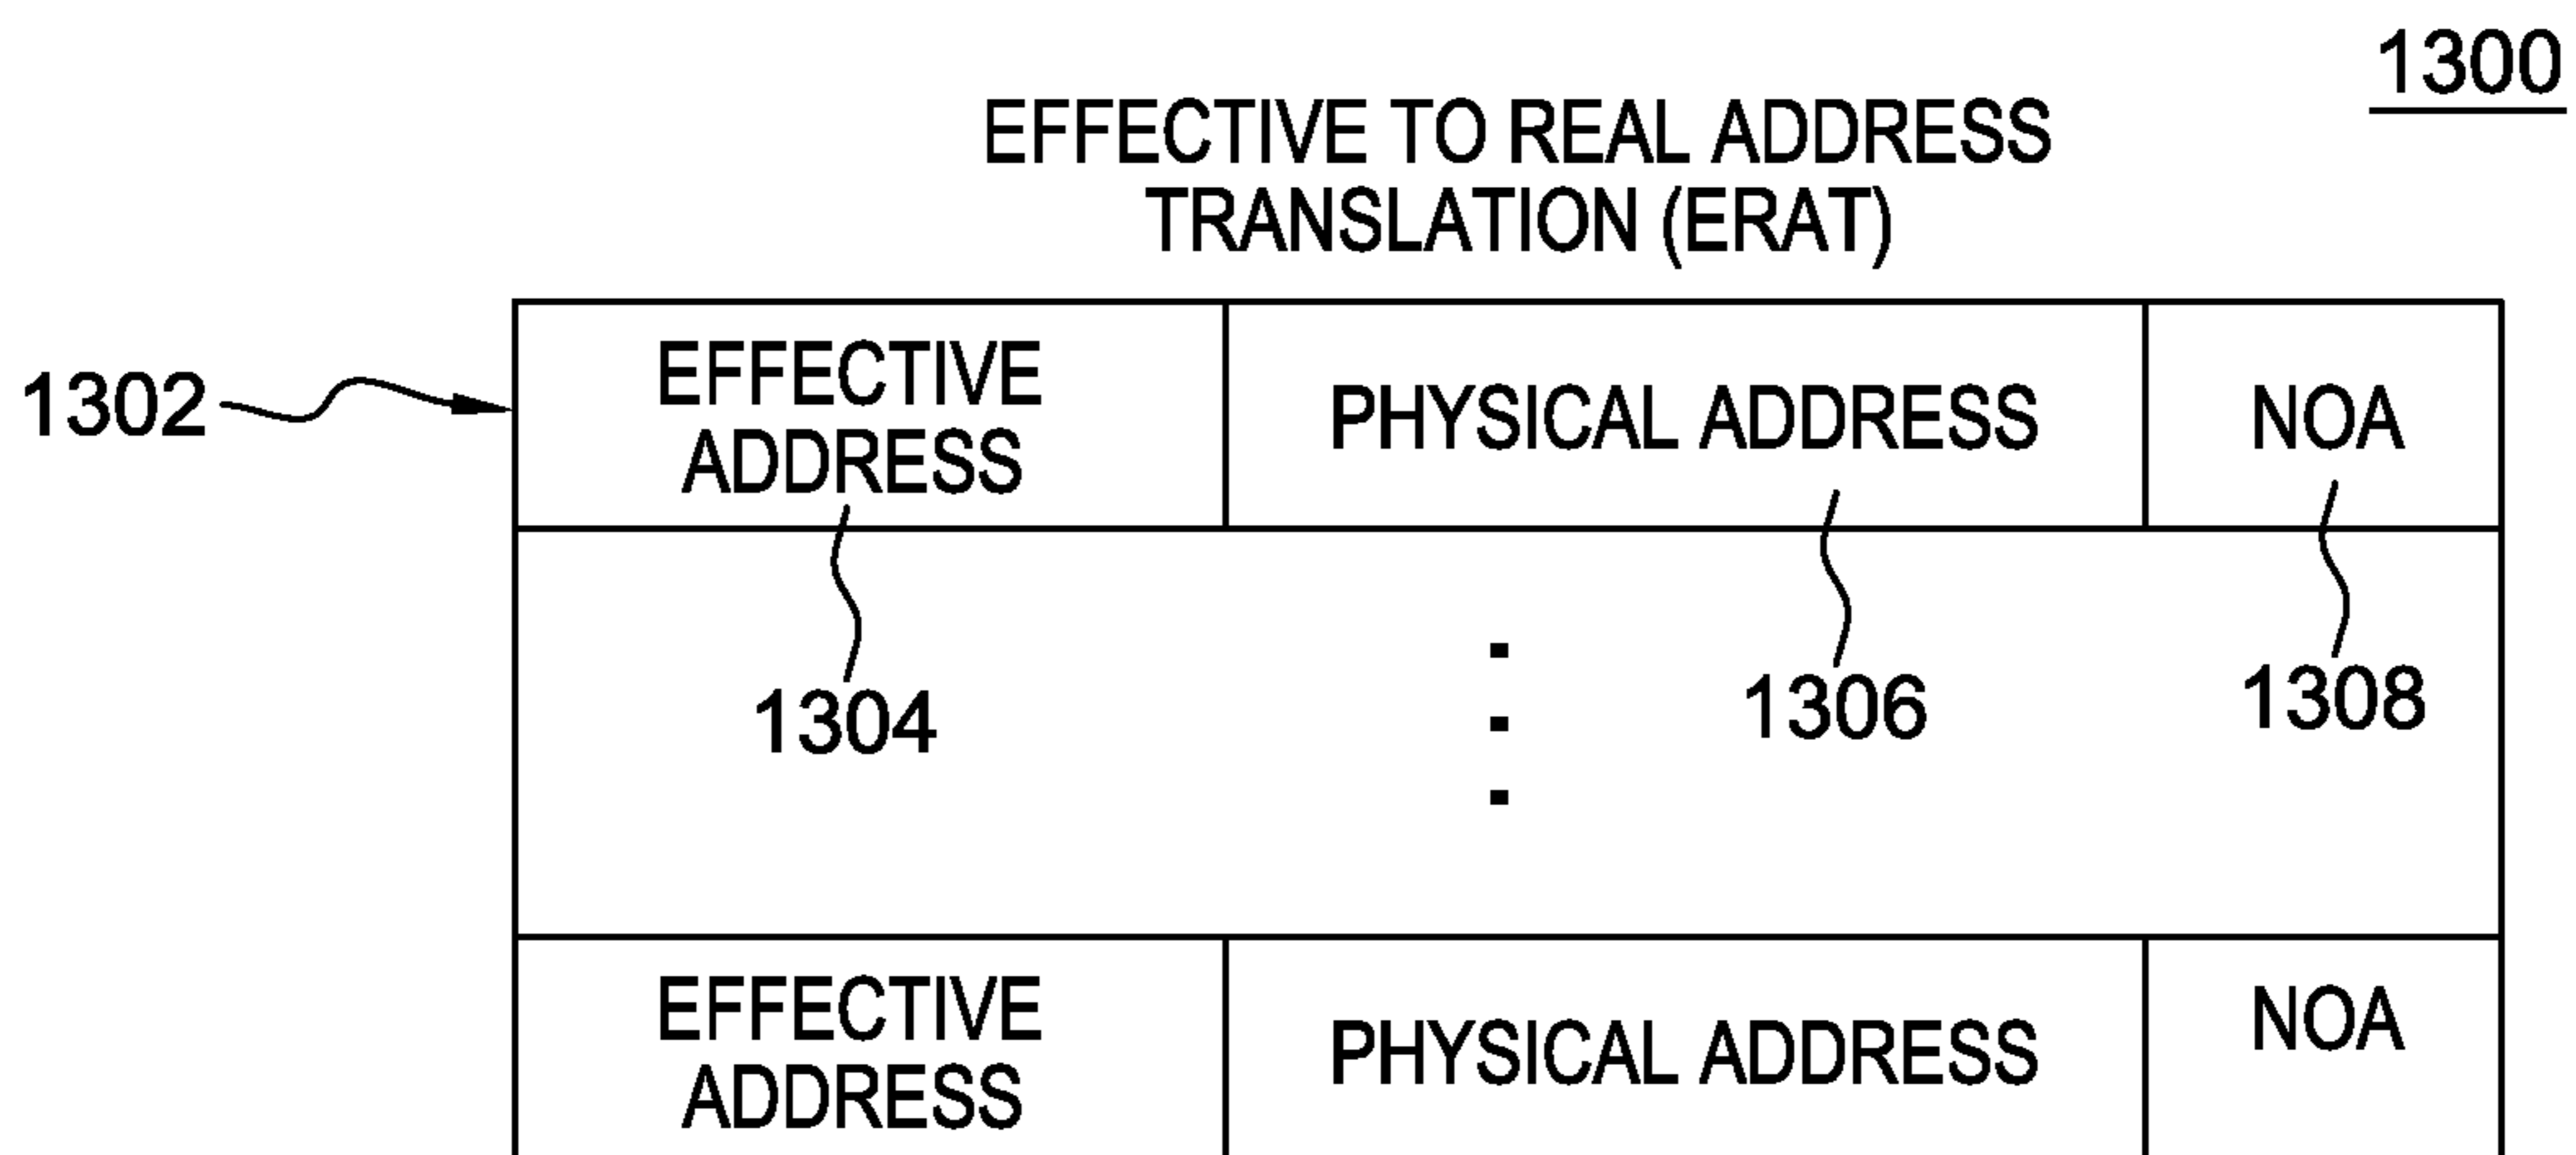 1300
EFFECTIVE TO REAL ADDRESS
TRANSLATION (ERAT)
1302
EFFECTIVE
ADDRESS
PHYSICAL ADDRESS
NOA
1304
1306
1308
EFFECTIVE
ADDRESS
PHYSICAL ADDRESS
NOA